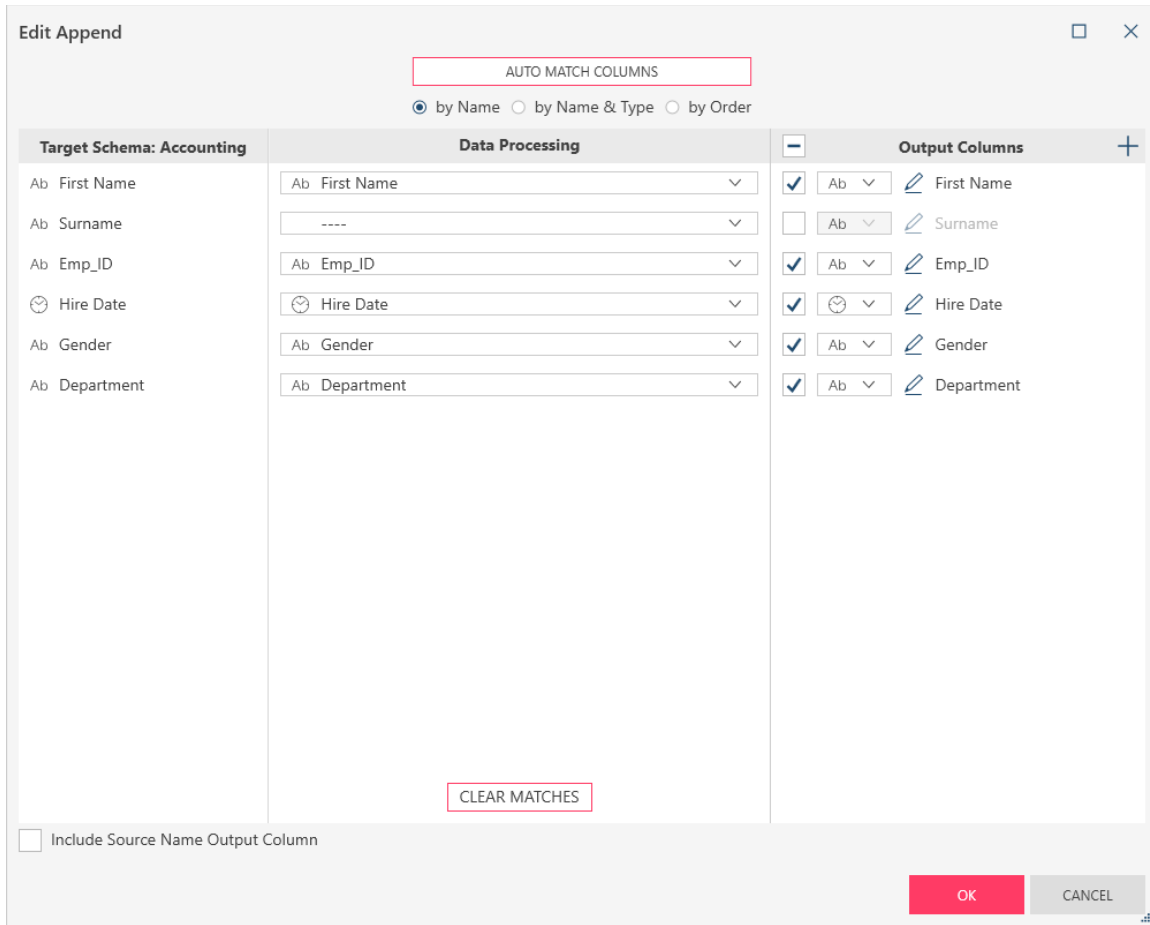 Edit Append
AUTO MATCH COLUMNS
by Name by Name & Type by Order
Target Schema: Accounting Data Processing Output Columns
Ab First Name Ab First Name Ab First Name
Ab Surname ---- Ab Surname
Ab Emp_ID Ab Emp_ID Ab Emp_ID
Hire Date Hire Date Hire Date
Ab Gender Ab Gender Ab Gender
Ab Department Ab Department Ab Department
CLEAR MATCHES
Include Source Name Output Column
OK CANCEL